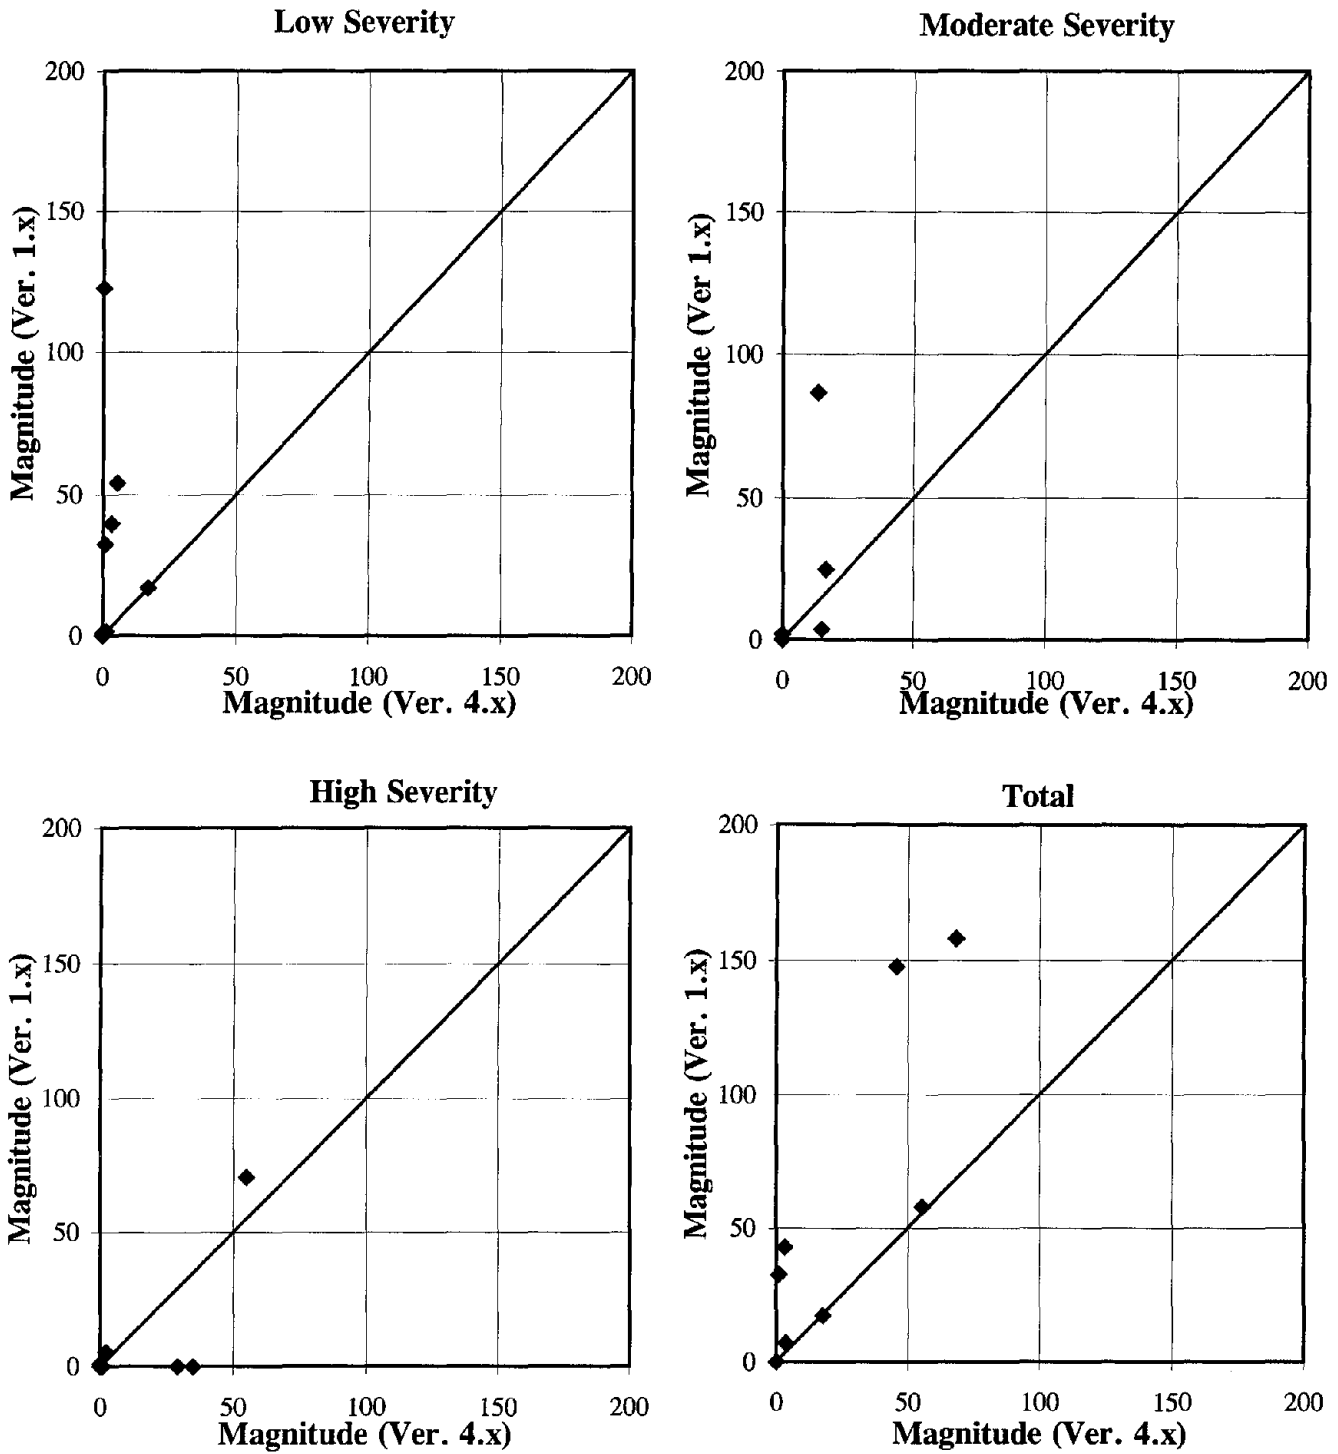 Low Severity
200
150
100
50
0
0 50 100 150 200
Magnitude (Ver. 1.x)
Magnitude (Ver. 4.x)
Moderate Severity
200
150
100
50
0
0 50 100 150 200
Magnitude (Ver 1.x)
Magnitude (Ver. 4.x)
High Severity
200
150
100
50
0
0 50 100 150 200
Magnitude (Ver. 1.x)
Magnitude (Ver. 4.x)
Total
200
150
100
50
0
0 50 100 150 200
Magnitude (Ver. 1.x)
Magnitude (Ver. 4.x)